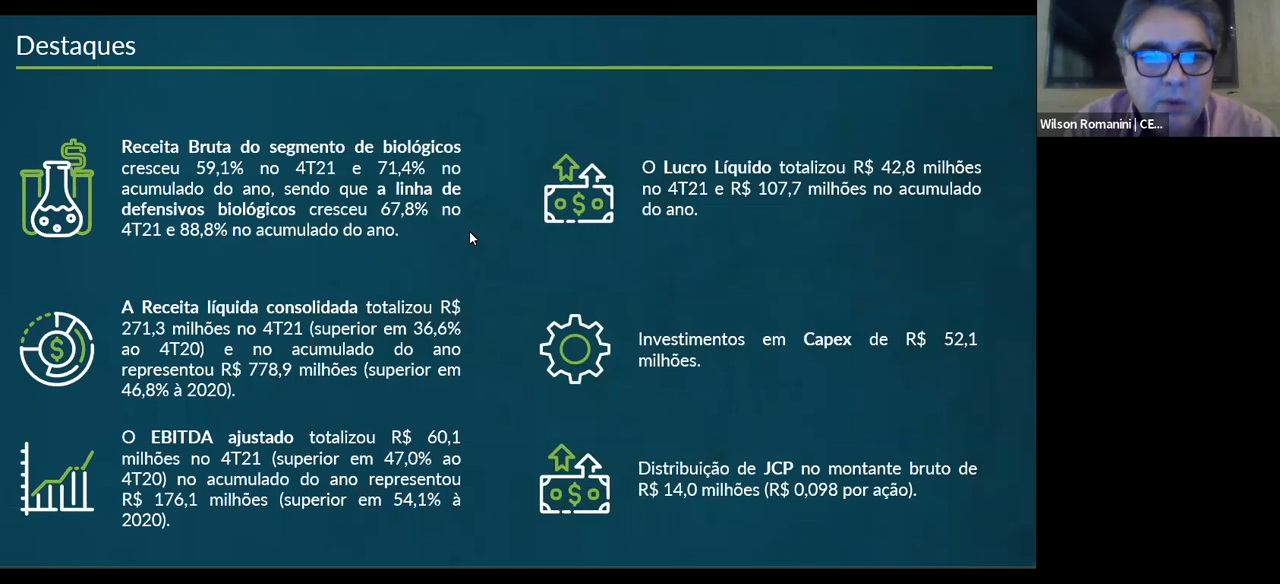 Destaques
Receita Bruta do segmento de biológicos
cresceu 59,1% no 4T21 e 71,4% no
acumulado do ano, sendo que a linha de
defensivos biológicos cresceu 67,8% no
4T21 e 88,8% no acumulado do ano.
A Receita líquida consolidada totalizou R$
271,3 milhões no 4T21 (superior em 36,6%
ao 4T20) e no acumulado do ano
representou R$ 778,9 milhões (superior em
46,8% à 2020).
O EBITDA ajustado totalizou R$ 60,1
milhões no 4T21 (superior em 47,0% ao
4T20) no acumulado do ano representou
R$ 176,1 milhões (superior em 54,1% à
2020).
O Lucro Líquido totalizou R$ 42,8 milhões
no 4T21 e R$ 107,7 milhões no acumulado
do ano.
Investimentos em Capex de R$ 52,1
milhões.
Distribuição de JCP no montante bruto de
R$ 14,0 milhões (R$ 0,098 por ação).
Wilson Romanini | CE...